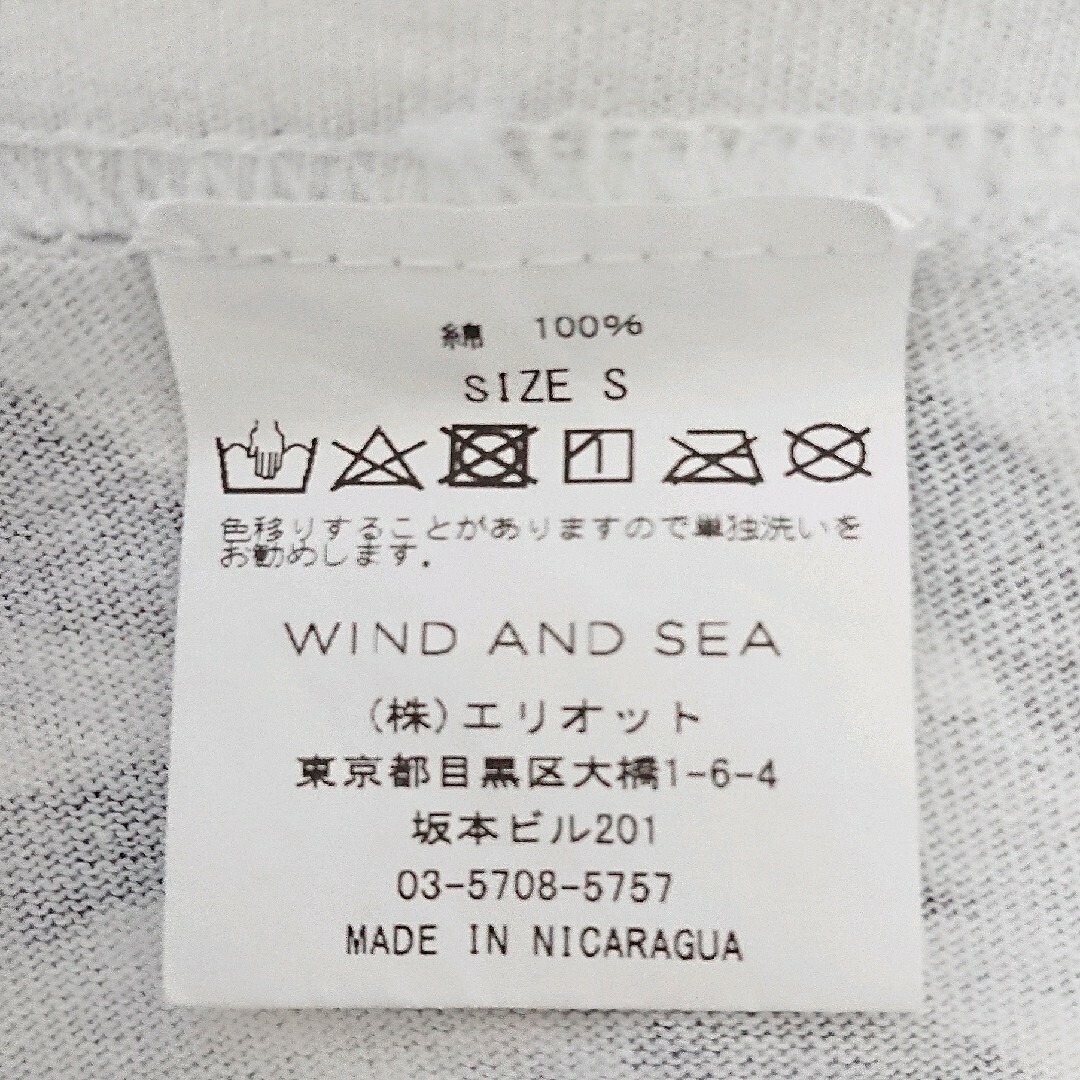 綿 100%
SIZE S
色移りすることがありますので単独洗いを
お勧めします.
WIND AND SEA
(株)エリオット
東京都目黒区大橋1-6-4
坂本ビル201
03-5708-5757
MADE IN NICARAGUA